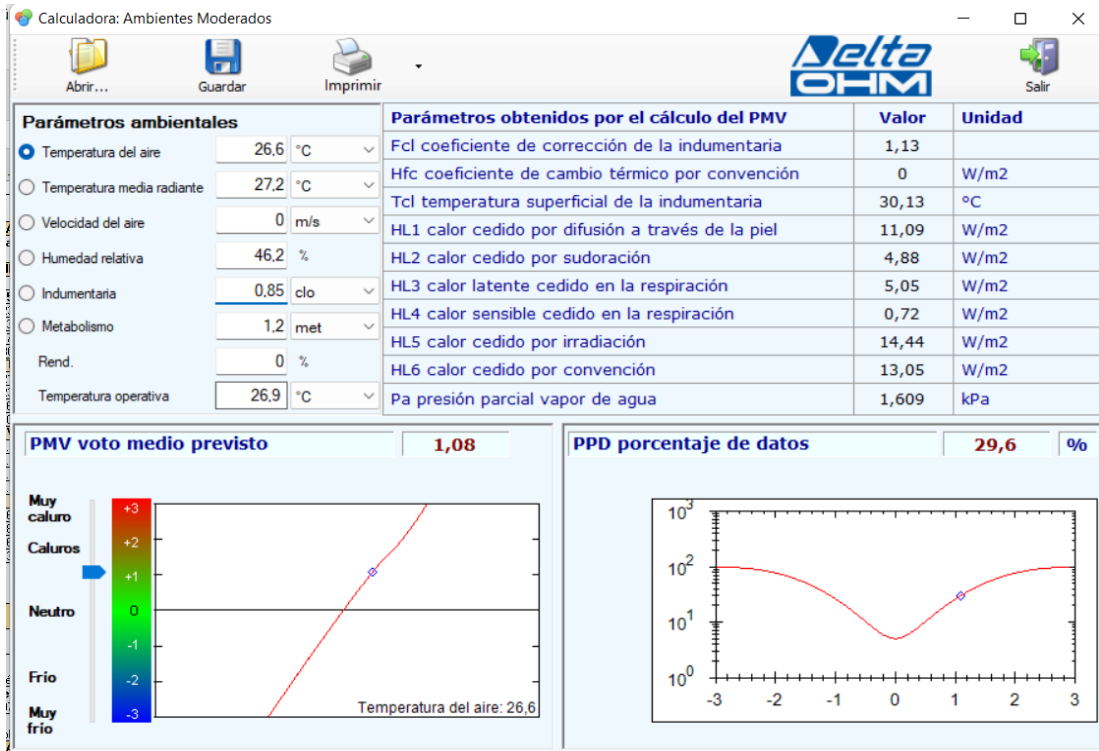 Calculadora: Ambientes Moderados
Abrir...
Guardar
Imprimir
Delta
OHM
Salir
Parámetros ambientales
Temperatura del aire 26,6 °C
Temperatura media radiante 27,2 °C
Velocidad del aire 0 m/s
Humedad relativa 46,2 %
Indumentaria 0,85 clo
Metabolismo 1,2 met
Rend. 0 %
Temperatura operativa 26,9 °C
Parámetros obtenidos por el cálculo del PMV Valor Unidad
Fcl coeficiente de corrección de la indumentaria 1,13
Hfc coeficiente de cambio térmico por convención 0 W/m2
Tcl temperatura superficial de la indumentaria 30,13 °C
HL1 calor cedido por difusión a través de la piel 11,09 W/m2
HL2 calor cedido por sudoración 4,88 W/m2
HL3 calor latente cedido en la respiración 5,05 W/m2
HL4 calor sensible cedido en la respiración 0,72 W/m2
HL5 calor cedido por irradiación 14,44 W/m2
HL6 calor cedido por convención 13,05 W/m2
Pa presión parcial vapor de agua 1,609 kPa
PMV voto medio previsto 1,08
Muy
caluro
Caluros
Neutro
Frio
Muy
frío
+3
+2
+1
0
-1
-2
-3
Temperatura del aire: 26,6
PPD porcentaje de datos 29,6 %
10³
10²
10¹
10⁰
-3 -2 -1 0 1 2 3